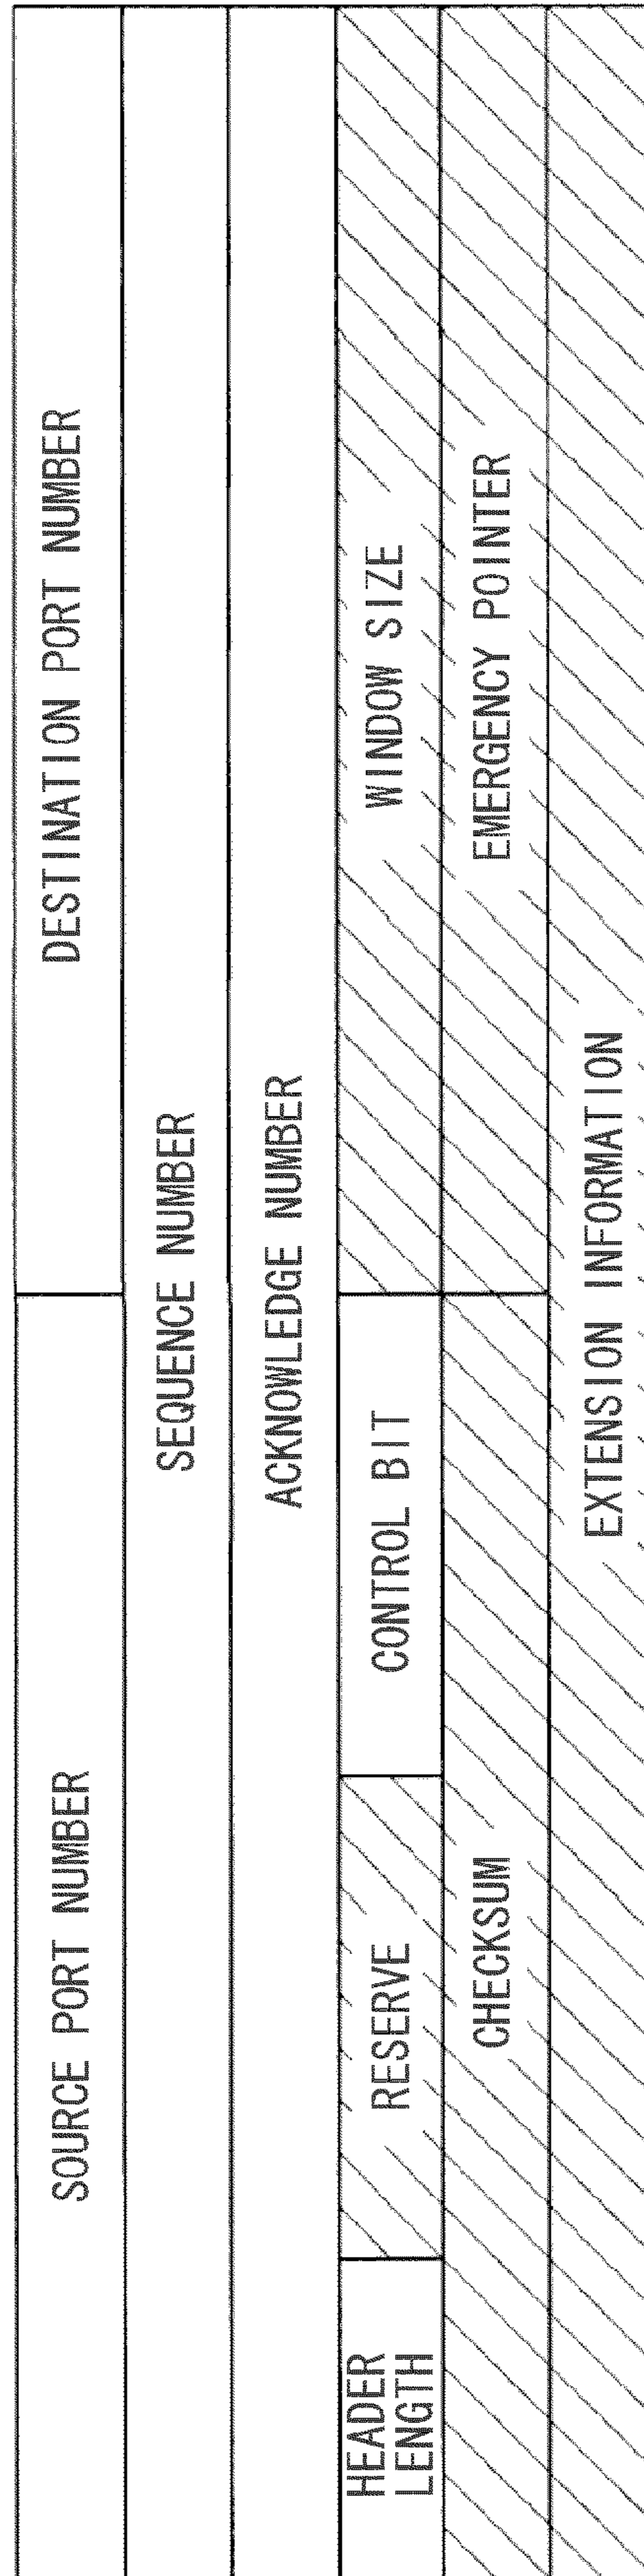 SOURCE PORT NUMBER
DESTINATION PORT NUMBER
SEQUENCE NUMBER
ACKNOWLEDGE NUMBER
HEADER
LENGTH
RESERVE
CONTROL BIT
WINDOW SIZE
CHECKSUM
EMERGENCY POINTER
EXTENSION INFORMATION